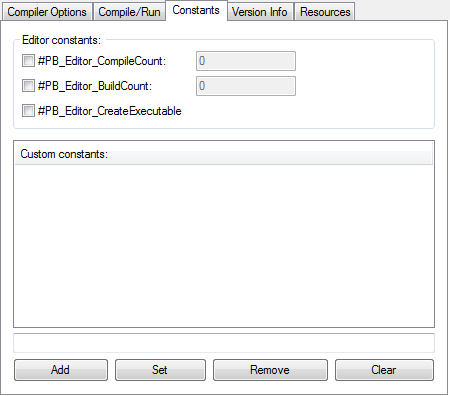 Compiler Options Compile/Run Constants Version Info Resources
Editor constants:
#PB_Editor_CompileCount: 0
#PB_Editor_BuildCount: 0
#PB_Editor_CreateExecutable
Custom constants:
Add Set Remove Clear